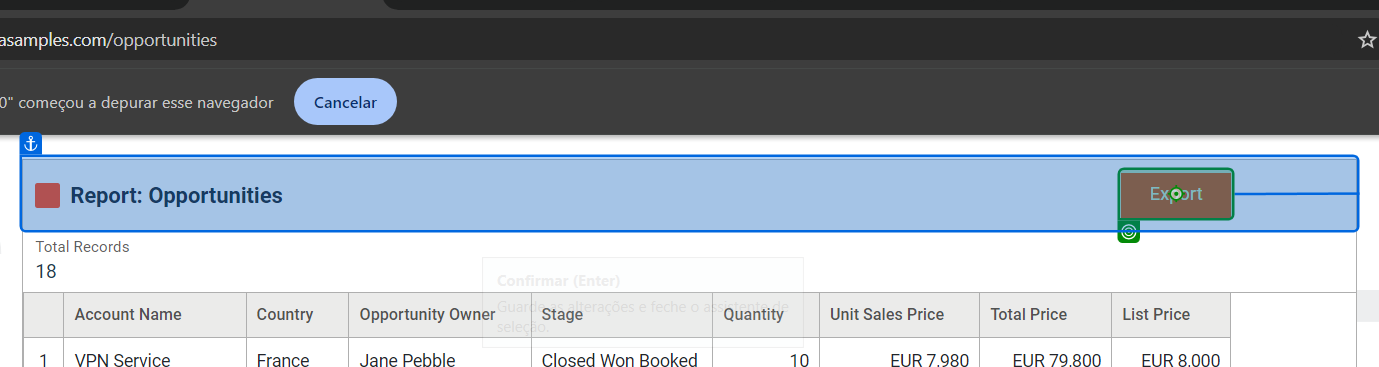 asamples.com/opportunities
0" começou a depurar esse navegador
Cancelar
Report: Opportunities
Export
Total Records
18
Confirmar (Enter)
Guarde as alterações e feche o assistente de
seleção.
Account Name Country Opportunity Owner Stage Quantity Unit Sales Price Total Price List Price
1 VPN Service France Jane Pebble Closed Won Booked 10 EUR 7,980 EUR 79,800 EUR 8,000